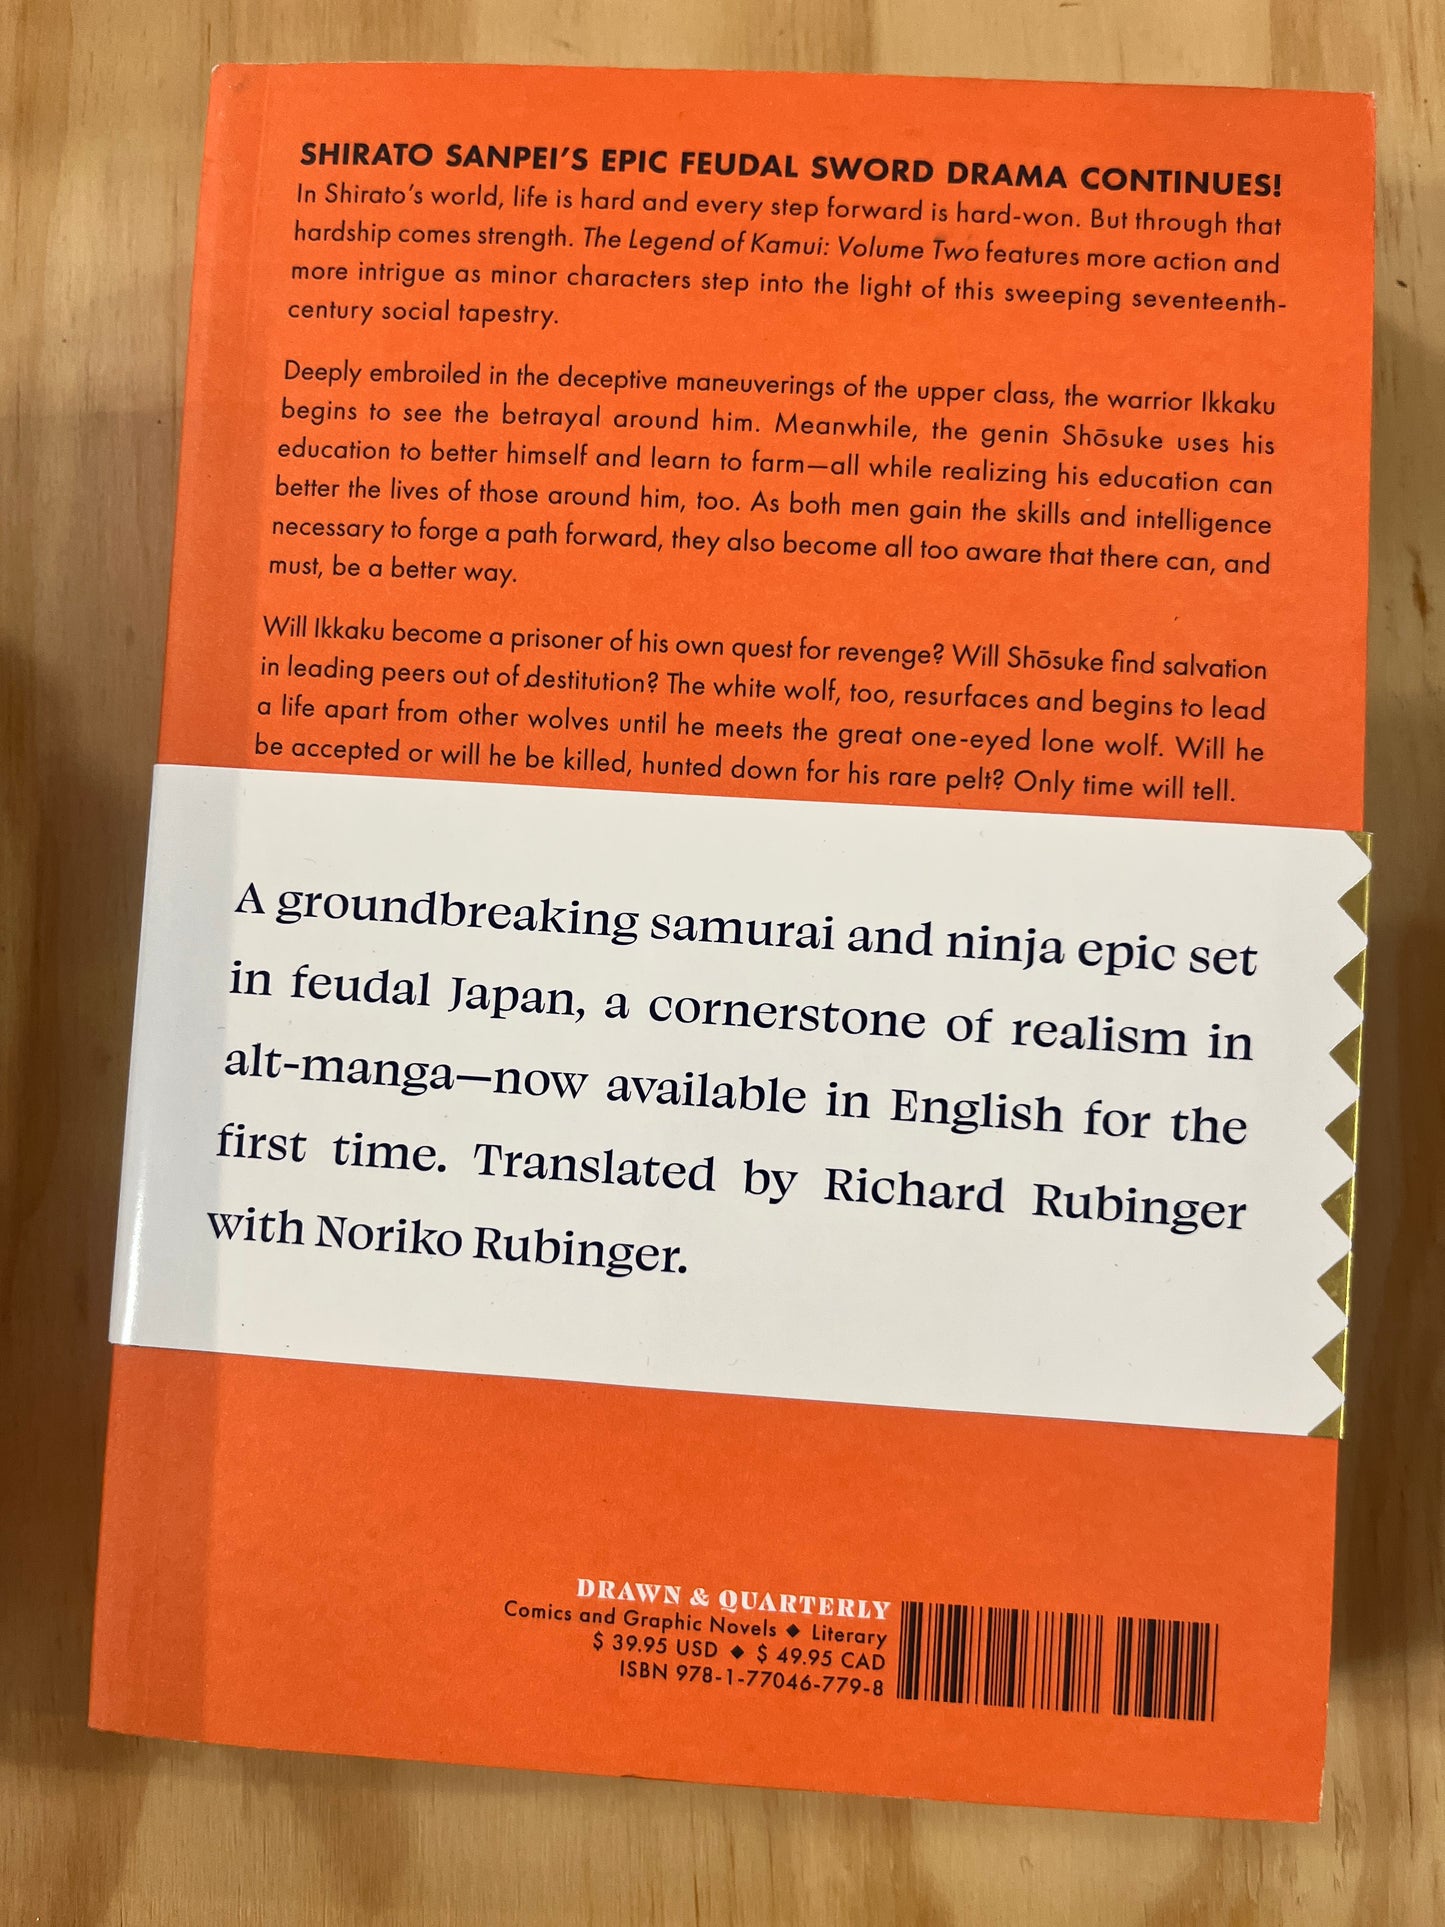 SHIRATO SANPEI'S EPIC FEUDAL SWORD DRAMA CONTINUES!
In Shirato's world, life is hard and every step forward is hard-won. But through that
hardship comes strength. The Legend of Kamui: Volume Two features more action and
more intrigue as minor characters step into the light of this sweeping seventeenth-
century social tapestry.
Deeply embroiled in the deceptive maneuverings of the upper class, the warrior Ikkaku
begins to see the betrayal around him. Meanwhile, the genin Shōsuke uses his
education to better himself and learn to farm—all while realizing his education can
better the lives of those around him, too. As both men gain the skills and intelligence
necessary to forge a path forward, they also become all too aware that there can, and
must, be a better way.
Will Ikkaku become a prisoner of his own quest for revenge? Will Shōsuke find salvation
in leading peers out of destitution? The white wolf, too, resurfaces and begins to lead
a life apart from other wolves until he meets the great one-eyed lone wolf. Will he
be accepted or will he be killed, hunted down for his rare pelt? Only time will tell.
A groundbreaking samurai and ninja epic set
in feudal Japan, a cornerstone of realism in
alt-manga—now available in English for the
first time. Translated by Richard Rubinger
with Noriko Rubinger.
DRAWN & QUARTERLY
Comics and Graphic Novels ◆ Literary
$ 39.95 USD ◆ $ 49.95 CAD
ISBN 978-1-77046-779-8